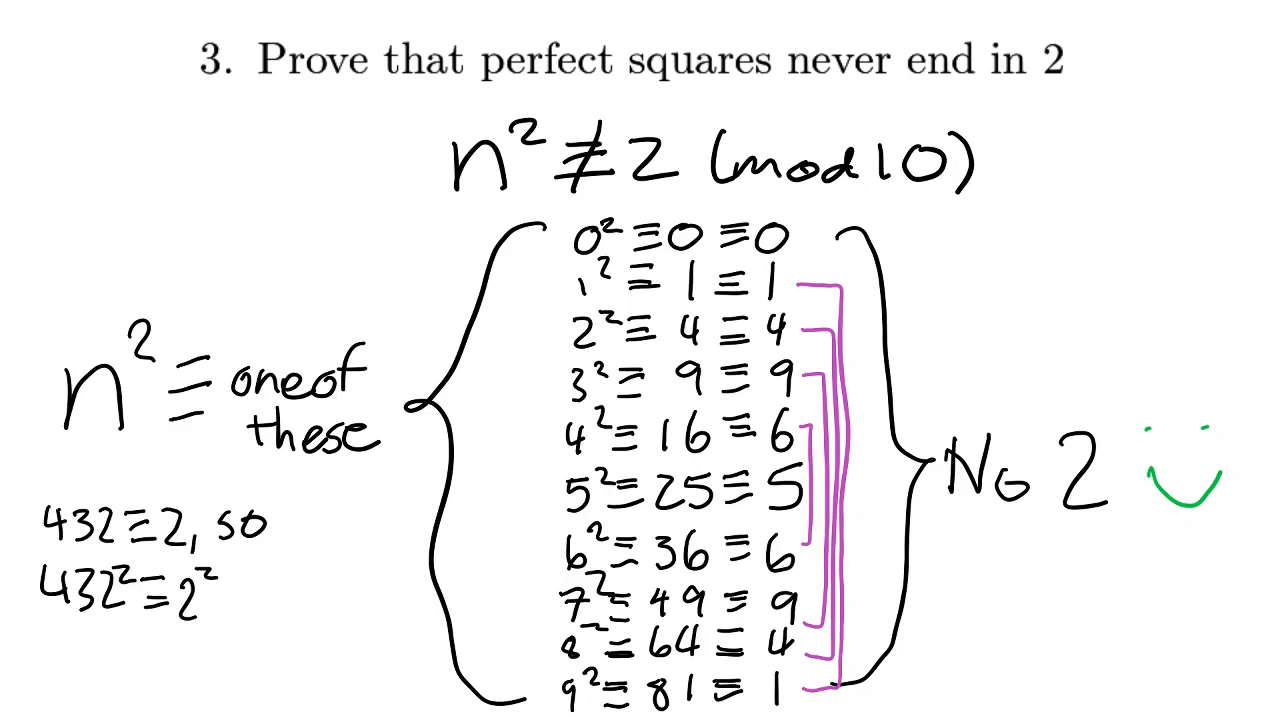 3. Prove that perfect squares never end in 2
n² ≢ 2 (mod 10)
0² ≡ 0 ≡ 0
1² ≡ 1 ≡ 1
2² ≡ 4 ≡ 4
3² ≡ 9 ≡ 9
4² ≡ 16 ≡ 6
5² ≡ 25 ≡ 5
6² ≡ 36 ≡ 6
7² ≡ 49 ≡ 9
8² ≡ 64 ≡ 4
9² ≡ 81 ≡ 1
n² ≡ one of
these
No 2
432 ≡ 2, so
432² ≡ 2²